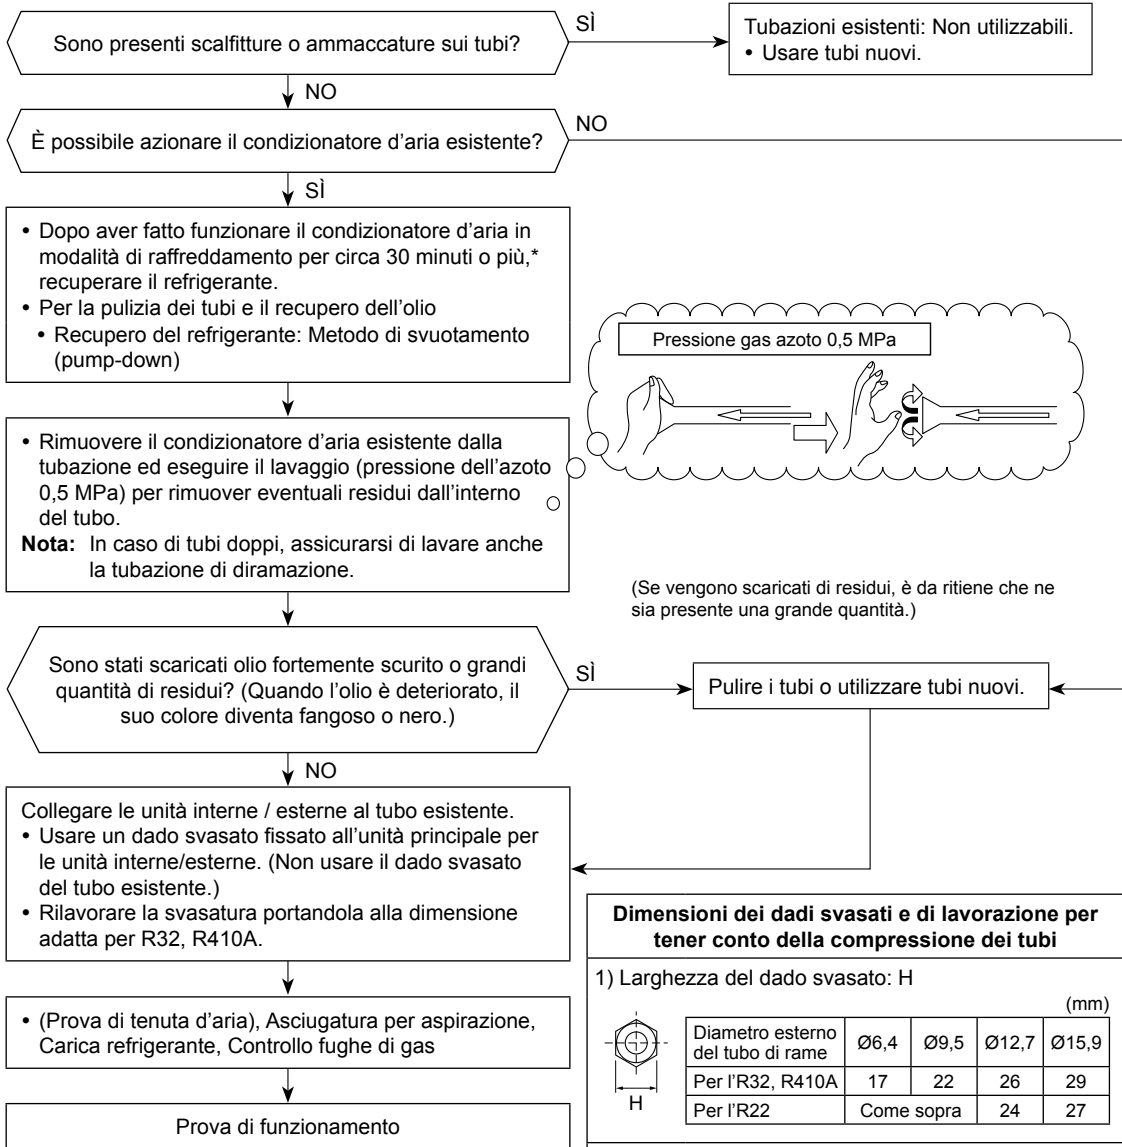 Sono presenti scalfitture o ammaccature sui tubi?
SÌ
Tubazioni esistenti: Non utilizzabili.
• Usare tubi nuovi.
NO
È possibile azionare il condizionatore d'aria esistente?
NO
SÌ
• Dopo aver fatto funzionare il condizionatore d'aria in
modalità di raffreddamento per circa 30 minuti o più,*
recuperare il refrigerante.
• Per la pulizia dei tubi e il recupero dell'olio
• Recupero del refrigerante: Metodo di svuotamento
(pump-down)
Pressione gas azoto 0,5 MPa
• Rimuovere il condizionatore d'aria esistente dalla
tubazione ed eseguire il lavaggio (pressione dell'azoto
0,5 MPa) per rimuover eventuali residui dall'interno
del tubo.
Nota: In caso di tubi doppi, assicurarsi di lavare anche
la tubazione di diramazione.
(Se vengono scaricati di residui, è da ritiene che ne
sia presente una grande quantità.)
Sono stati scaricati olio fortemente scurito o grandi
quantità di residui? (Quando l'olio è deteriorato, il
suo colore diventa fangoso o nero.)
SÌ
Pulire i tubi o utilizzare tubi nuovi.
NO
Collegare le unità interne / esterne al tubo esistente.
• Usare un dado svasato fissato all'unità principale per
le unità interne/esterne. (Non usare il dado svasato
del tubo esistente.)
• Rilavorare la svasatura portandola alla dimensione
adatta per R32, R410A.
• (Prova di tenuta d'aria), Asciugatura per aspirazione,
Carica refrigerante, Controllo fughe di gas
Prova di funzionamento
Dimensioni dei dadi svasati e di lavorazione per
tener conto della compressione dei tubi
1) Larghezza del dado svasato: H
(mm)
H
Diametro esterno
del tubo di rame Ø6,4 Ø9,5 Ø12,7 Ø15,9
Per l'R32, R410A 17 22 26 29
Per l'R22 Come sopra 24 27